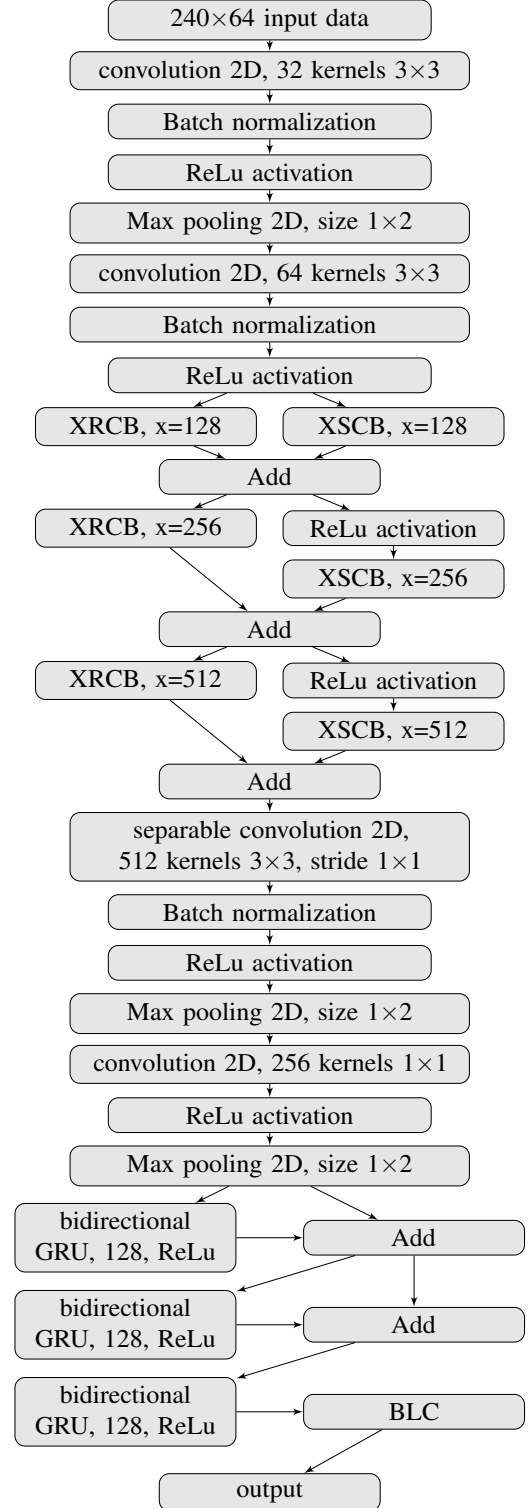 240×64 input data
convolution 2D, 32 kernels 3×3
Batch normalization
ReLu activation
Max pooling 2D, size 1×2
convolution 2D, 64 kernels 3×3
Batch normalization
ReLu activation
XRCB, x=128
XSCB, x=128
Add
XRCB, x=256
ReLu activation
XSCB, x=256
Add
XRCB, x=512
ReLu activation
XSCB, x=512
Add
separable convolution 2D,
512 kernels 3×3, stride 1×1
Batch normalization
ReLu activation
Max pooling 2D, size 1×2
convolution 2D, 256 kernels 1×1
ReLu activation
Max pooling 2D, size 1×2
bidirectional
GRU, 128, ReLu
Add
bidirectional
GRU, 128, ReLu
Add
bidirectional
GRU, 128, ReLu
BLC
output